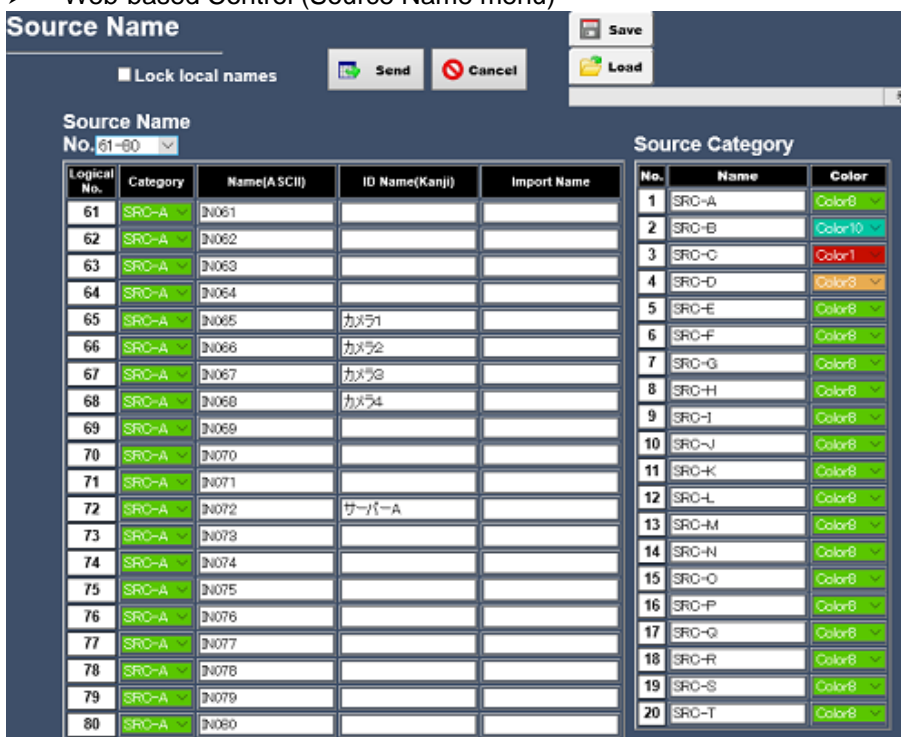 ➢ Web-based Control (Source Name menu)
Source Name
Save
Lock local names Send Cancel Load
Source Name
No. 61-80
Logical No. Category Name(ASCII) ID Name(Kanji) Import Name
61 SRC-A IN061
62 SRC-A IN062
63 SRC-A IN063
64 SRC-A IN064
65 SRC-A IN065 カメラ1
66 SRC-A IN066 カメラ2
67 SRC-A IN067 カメラ3
68 SRC-A IN068 カメラ4
69 SRC-A IN069
70 SRC-A IN070
71 SRC-A IN071
72 SRC-A IN072 サーバーA
73 SRC-A IN073
74 SRC-A IN074
75 SRC-A IN075
76 SRC-A IN076
77 SRC-A IN077
78 SRC-A IN078
79 SRC-A IN079
80 SRC-A IN080
Source Category
No. Name Color
1 SRC-A Color8
2 SRC-B Color10
3 SRC-C Color1
4 SRC-D Color3
5 SRC-E Color8
6 SRC-F Color8
7 SRC-G Color8
8 SRC-H Color8
9 SRC-I Color8
10 SRC-J Color8
11 SRC-K Color8
12 SRC-L Color8
13 SRC-M Color8
14 SRC-N Color8
15 SRC-O Color8
16 SRC-P Color8
17 SRC-Q Color8
18 SRC-R Color8
19 SRC-S Color8
20 SRC-T Color8